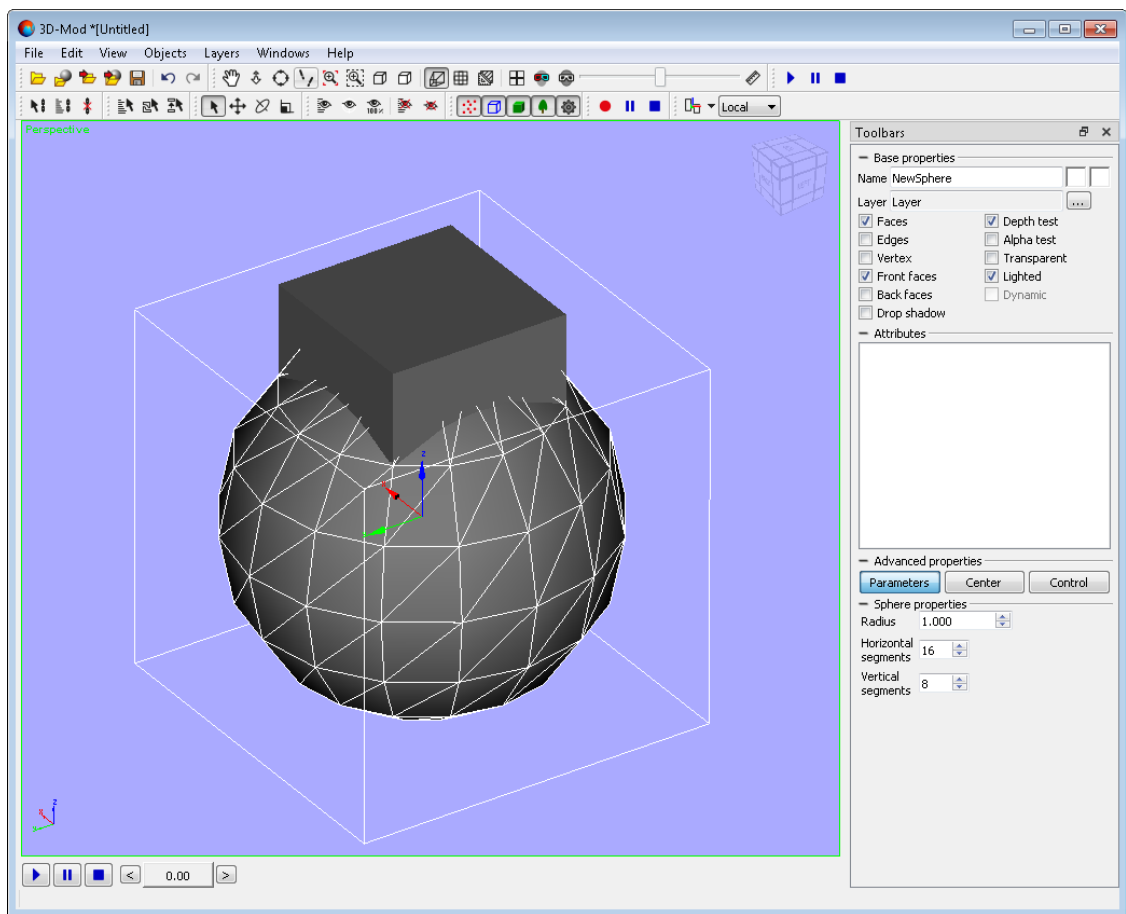 3D-Mod *[Untitled]
File Edit View Objects Layers Windows Help
100%
Local
Perspective
Toolbars
Base properties
Name NewSphere
Layer Layer ...
Faces Depth test
Edges Alpha test
Vertex Transparent
Front faces Lighted
Back faces Dynamic
Drop shadow
Attributes
Advanced properties
Parameters Center Control
Sphere properties
Radius 1.000
Horizontal
segments 16
Vertical
segments 8
z
z
x
y
< 0.00 >